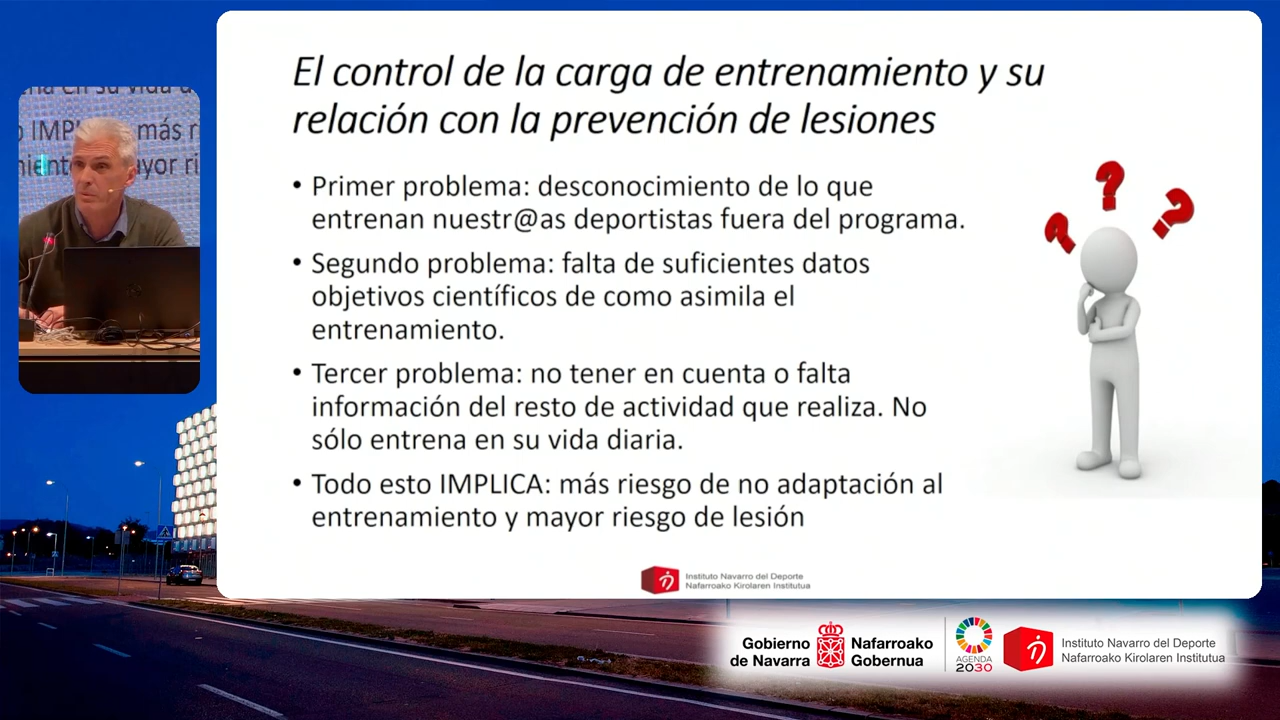 El control de la carga de entrenamiento y su
relación con la prevención de lesiones
• Primer problema: desconocimiento de lo que
entrenan nuestr@as deportistas fuera del programa.
• Segundo problema: falta de suficientes datos
objetivos científicos de como asimila el
entrenamiento.
• Tercer problema: no tener en cuenta o falta
información del resto de actividad que realiza. No
sólo entrena en su vida diaria.
• Todo esto IMPLICA: más riesgo de no adaptación al
entrenamiento y mayor riesgo de lesión
Instituto Navarro del Deporte
Nafarroako Kirolaren Institutua
en su vida
más
Gobierno
de Navarra
Nafarroako
Gobernua
AGENDA
2030
Instituto Navarro del Deporte
Nafarroako Kirolaren Institutua